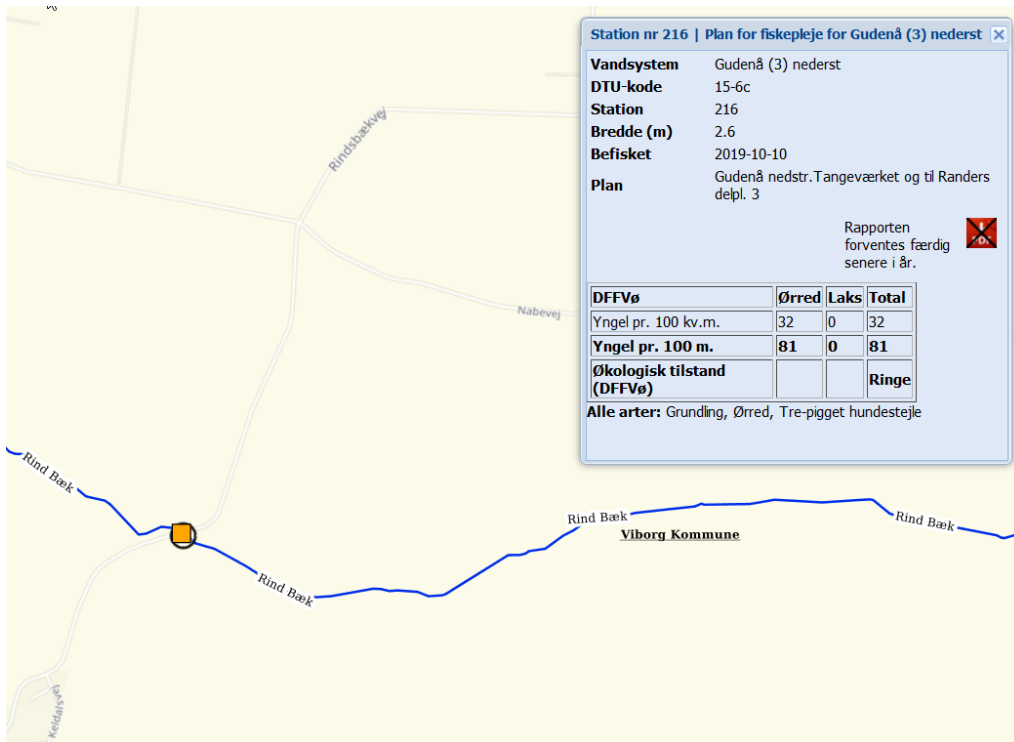 Station nr 216 | Plan for fiskepleje for Gudenå (3) nederst
Vandsystem Gudenå (3) nederst
DTU-kode 15-6c
Station 216
Bredde (m) 2.6
Befisket 2019-10-10
Plan Gudenå nedstr.Tangeværket og til Randers
delpl. 3
Rapporten
forventes færdig
senere i år.
DFFVø Ørred Laks Total
Yngel pr. 100 kv.m. 32 0 32
Yngel pr. 100 m. 81 0 81
Økologisk tilstand
(DFFVø) Ringe
Alle arter: Grundling, Ørred, Tre-pigget hundestejle
Rindsbækvej
Nabevej
Rind Bæk
Rind Bæk
Rind Bæk
Viborg Kommune
Rind Bæk
Keldalsvej